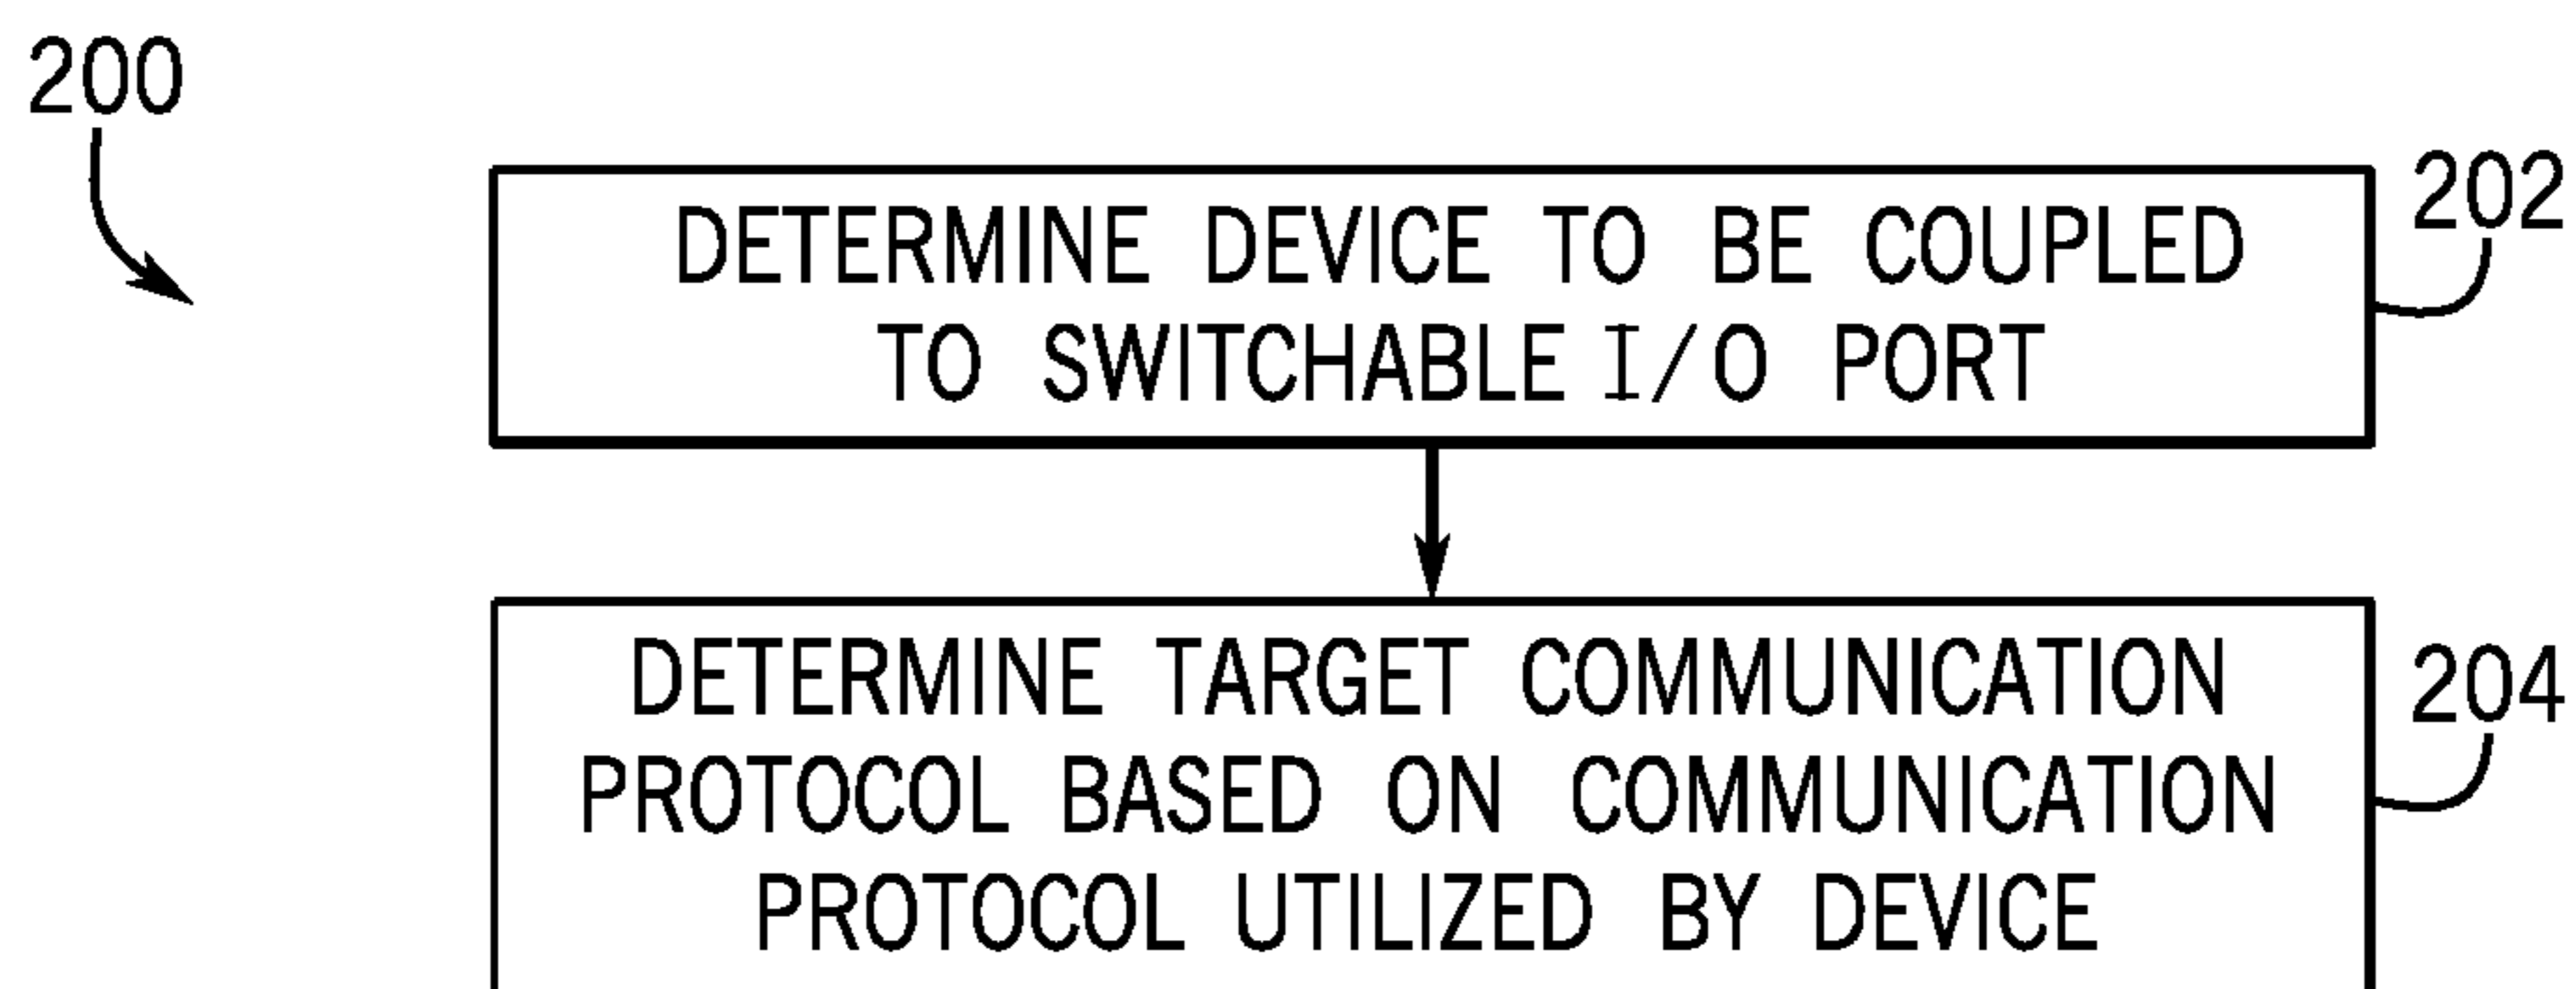 200
202
DETERMINE DEVICE TO BE COUPLED
TO SWITCHABLE I/O PORT
204
DETERMINE TARGET COMMUNICATION
PROTOCOL BASED ON COMMUNICATION
PROTOCOL UTILIZED BY DEVICE